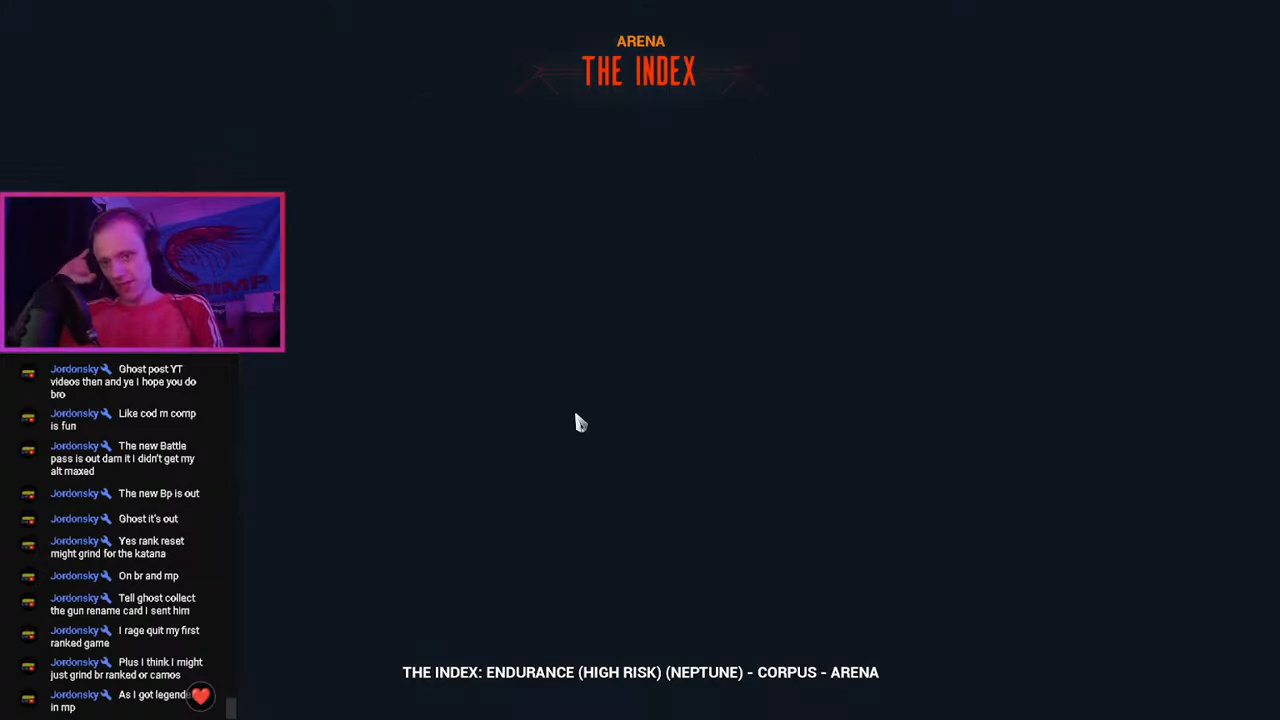 ARENA
THE INDEX
RIMP
Jordonsky Ghost post YT
videos then and ye I hope you do
bro
Jordonsky Like cod m comp
is fun
Jordonsky The new Battle
pass is out dam it I didn't get my
alt maxed
Jordonsky The new Bp is out
Jordonsky Ghost it's out
Jordonsky Yes rank reset
might grind for the katana
Jordonsky On br and mp
Jordonsky Tell ghost collect
the gun rename card I sent him
Jordonsky I rage quit my first
ranked game
Jordonsky Plus I think I might
just grind br ranked or camos
Jordonsky As I got legende
in mp
THE INDEX: ENDURANCE (HIGH RISK) (NEPTUNE) - CORPUS - ARENA